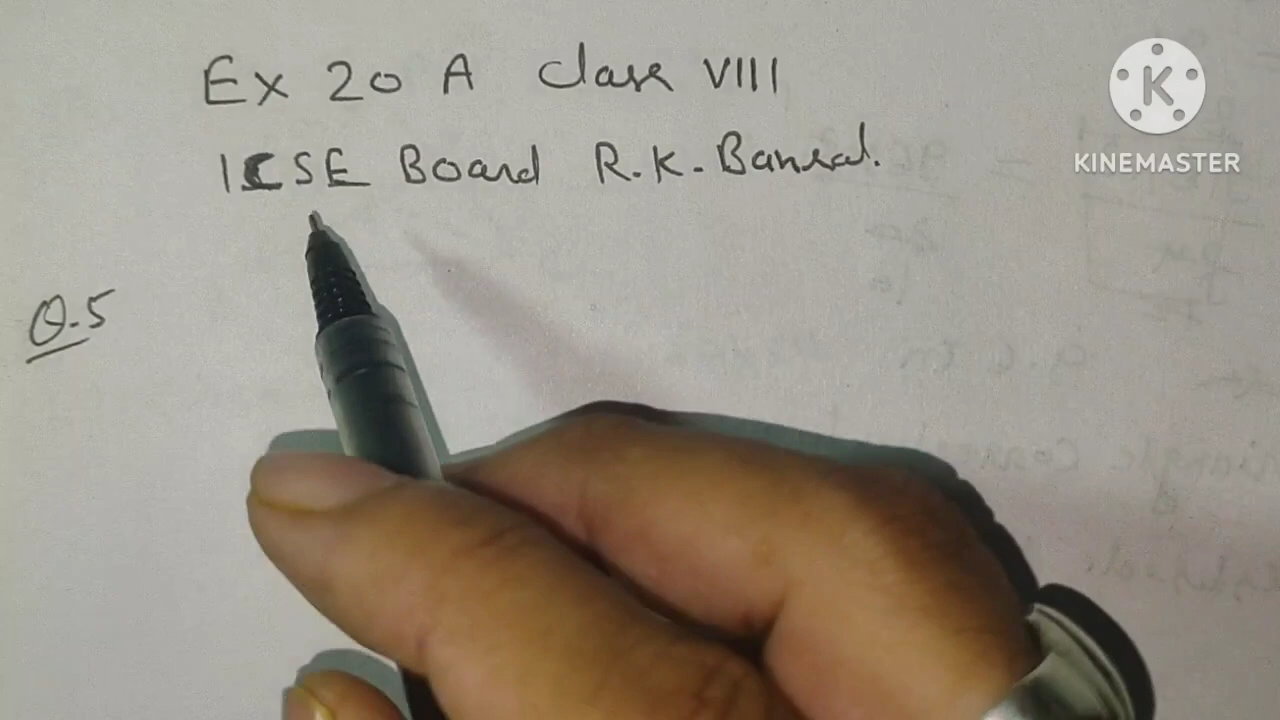 Ex 20 A Class VIII
ICSE Board R.K. Bansal.
Q.5
K
KINEMASTER